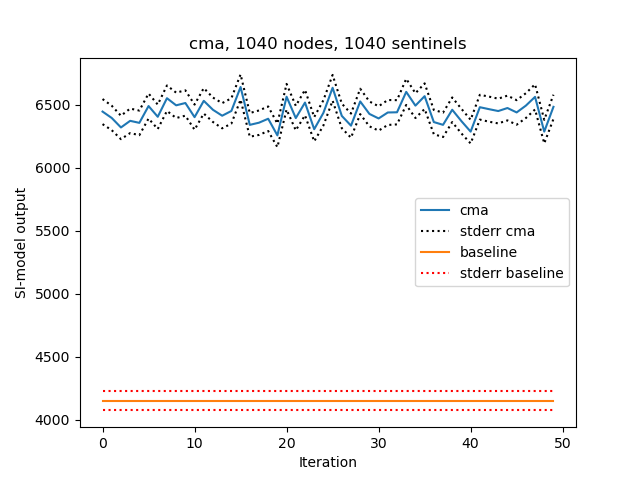 cma, 1040 nodes, 1040 sentinels
SI-model output
6500
6000
5500
5000
4500
4000
cma
stderr cma
baseline
stderr baseline
0 10 20 30 40 50
Iteration